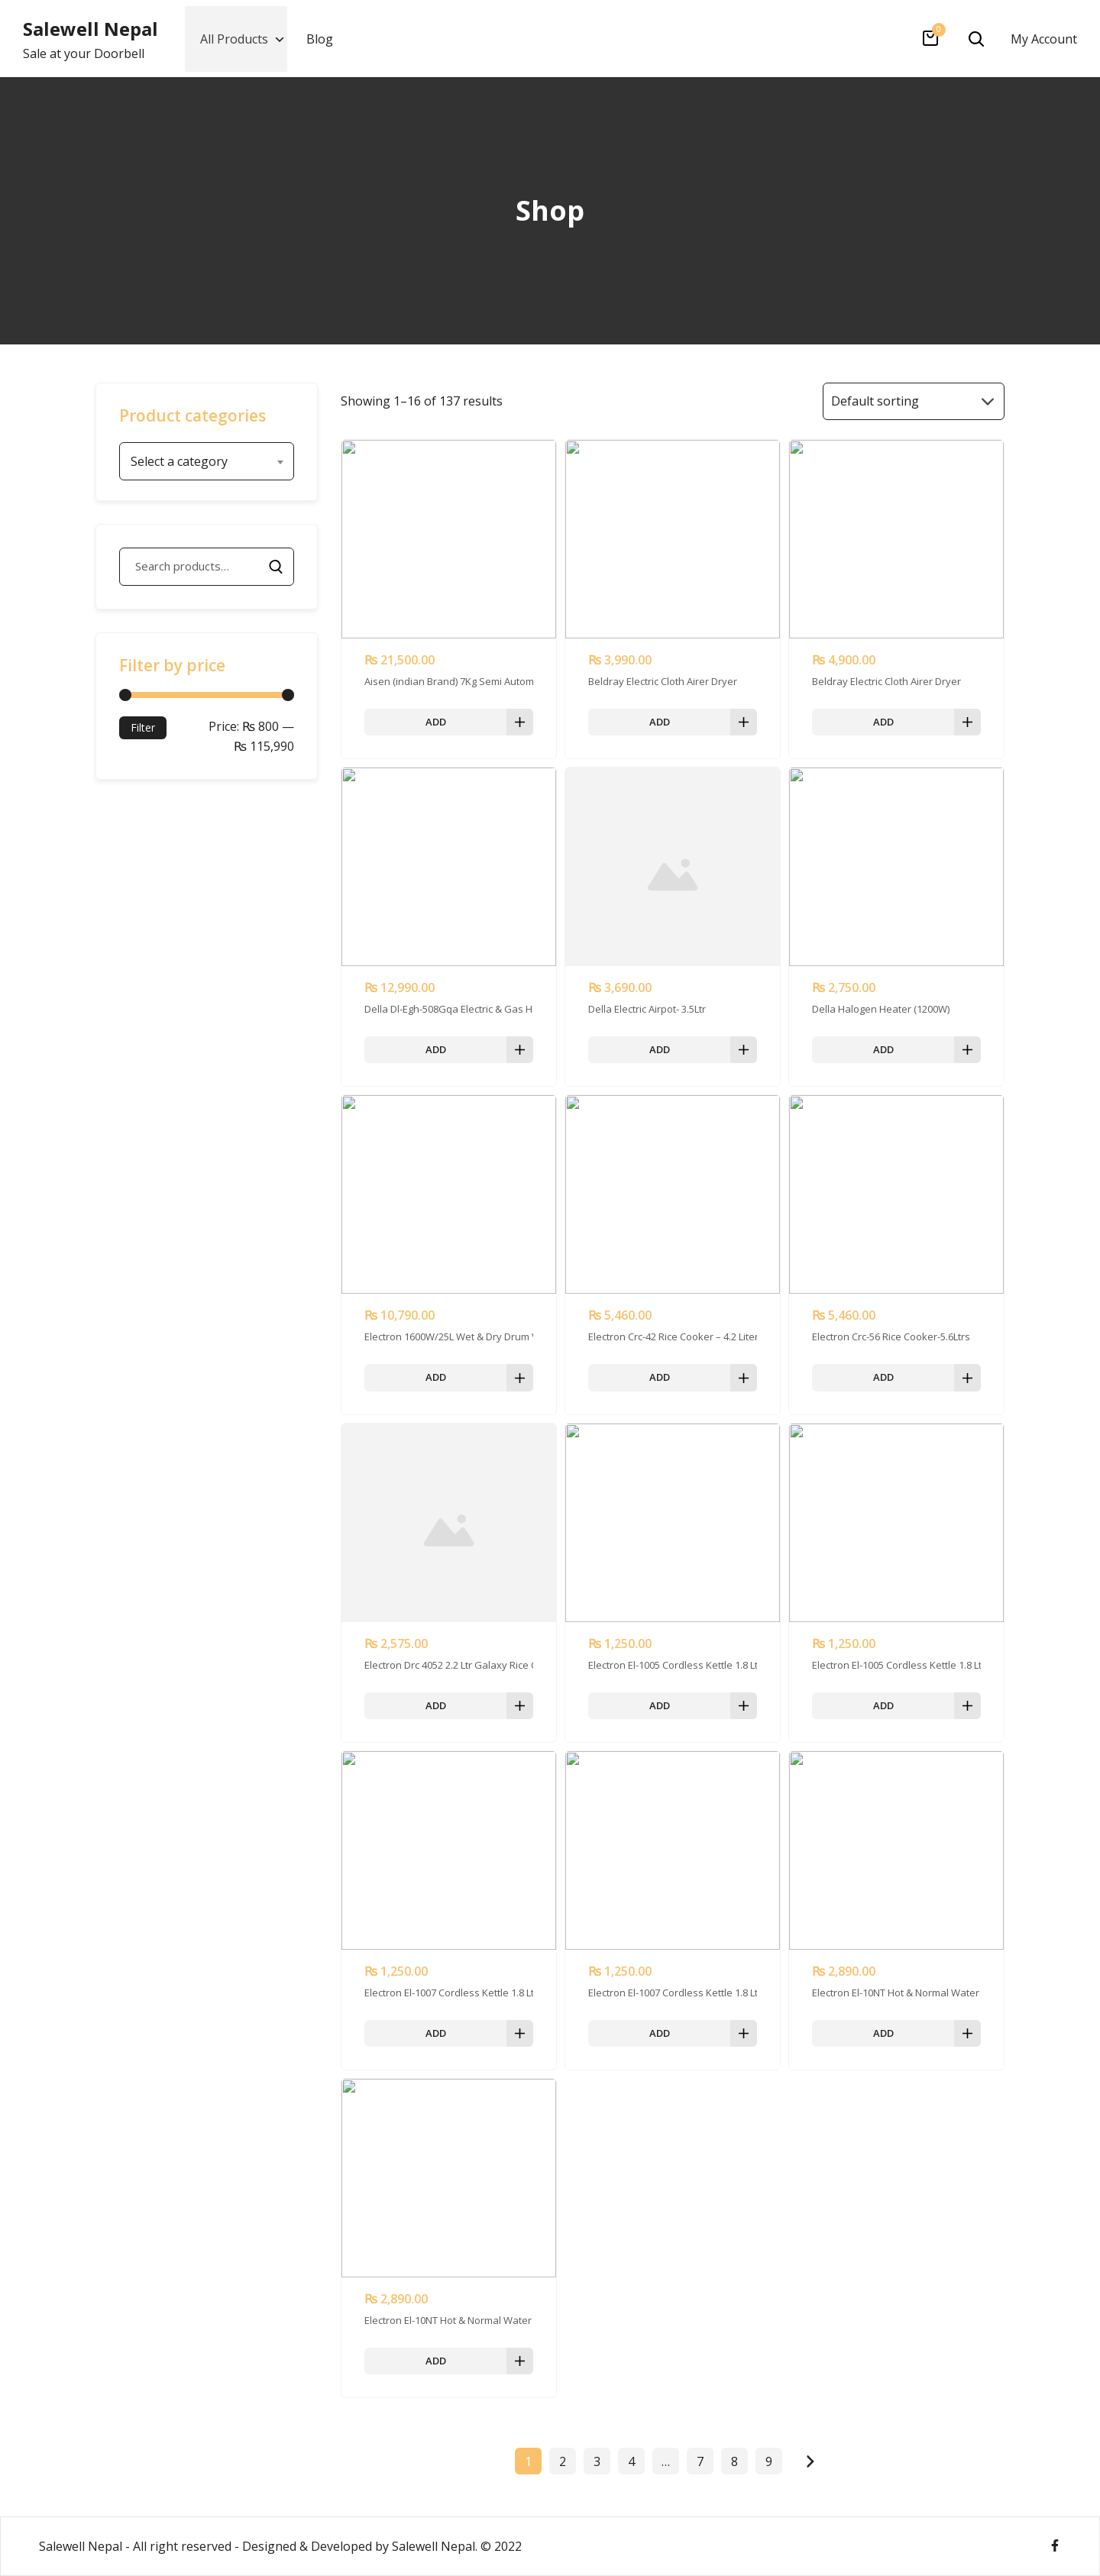 Salewell Nepal
Sale at your Doorbell
All Products
Blog
0
My Account
Shop
Product categories
Select a category
Search products…
Filter by price
Filter
Price: ₨ 800 —
₨ 115,990
Showing 1–16 of 137 results
Default sorting
₨ 21,500.00
Aisen (indian Brand) 7Kg Semi Autom
ADD
₨ 3,990.00
Beldray Electric Cloth Airer Dryer
ADD
₨ 4,900.00
Beldray Electric Cloth Airer Dryer
ADD
₨ 12,990.00
Della Dl-Egh-508Gqa Electric & Gas H
ADD
₨ 3,690.00
Della Electric Airpot- 3.5Ltr
ADD
₨ 2,750.00
Della Halogen Heater (1200W)
ADD
₨ 10,790.00
Electron 1600W/25L Wet & Dry Drum
ADD
₨ 5,460.00
Electron Crc-42 Rice Cooker – 4.2 Liter
ADD
₨ 5,460.00
Electron Crc-56 Rice Cooker-5.6Ltrs
ADD
₨ 2,575.00
Electron Drc 4052 2.2 Ltr Galaxy Rice
ADD
₨ 1,250.00
Electron El-1005 Cordless Kettle 1.8 Lt
ADD
₨ 1,250.00
Electron El-1005 Cordless Kettle 1.8 Lt
ADD
₨ 1,250.00
Electron El-1007 Cordless Kettle 1.8 Lt
ADD
₨ 1,250.00
Electron El-1007 Cordless Kettle 1.8 Lt
ADD
₨ 2,890.00
Electron El-10NT Hot & Normal Water
ADD
₨ 2,890.00
Electron El-10NT Hot & Normal Water
ADD
1 2 3 4 … 7 8 9
Salewell Nepal - All right reserved - Designed & Developed by Salewell Nepal. © 2022